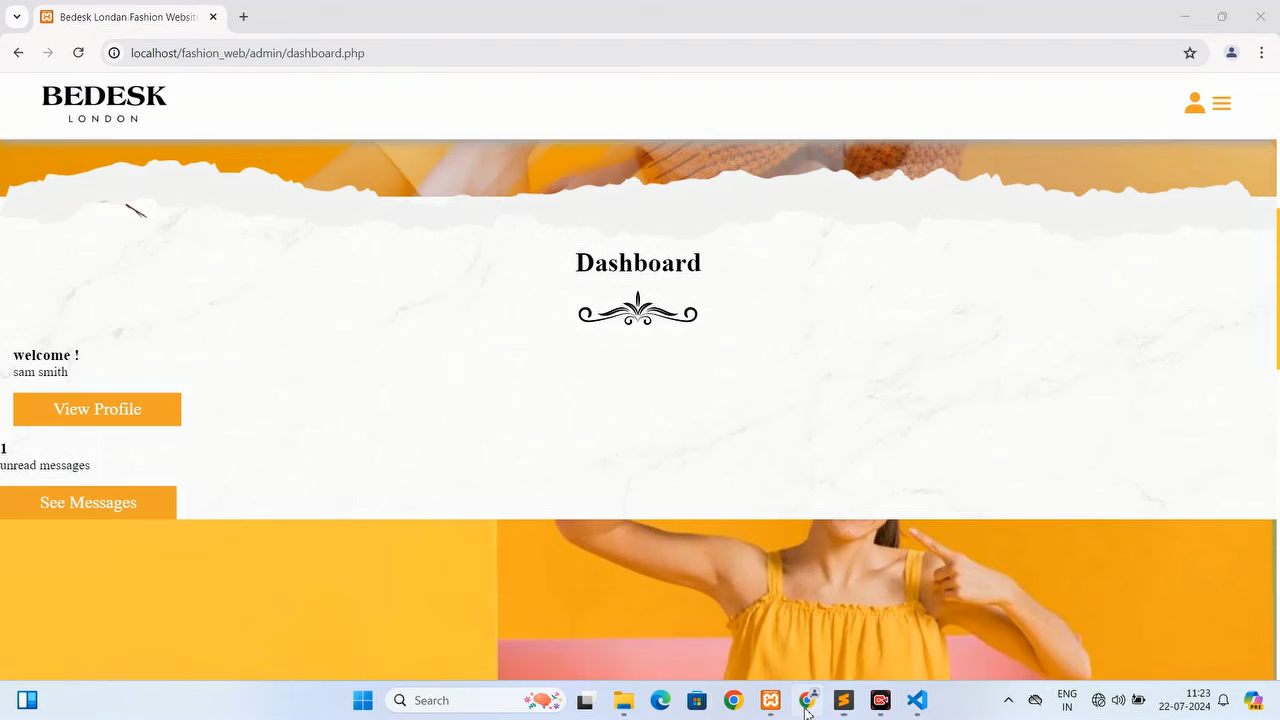 Bedesk Londan Fashion Websit
localhost/fashion_web/admin/dashboard.php
BEDESK
LONDON
Dashboard
welcome !
sam smith
View Profile
1
unread messages
See Messages
Search
ENG
IN
11:23
22-07-2024
PRE